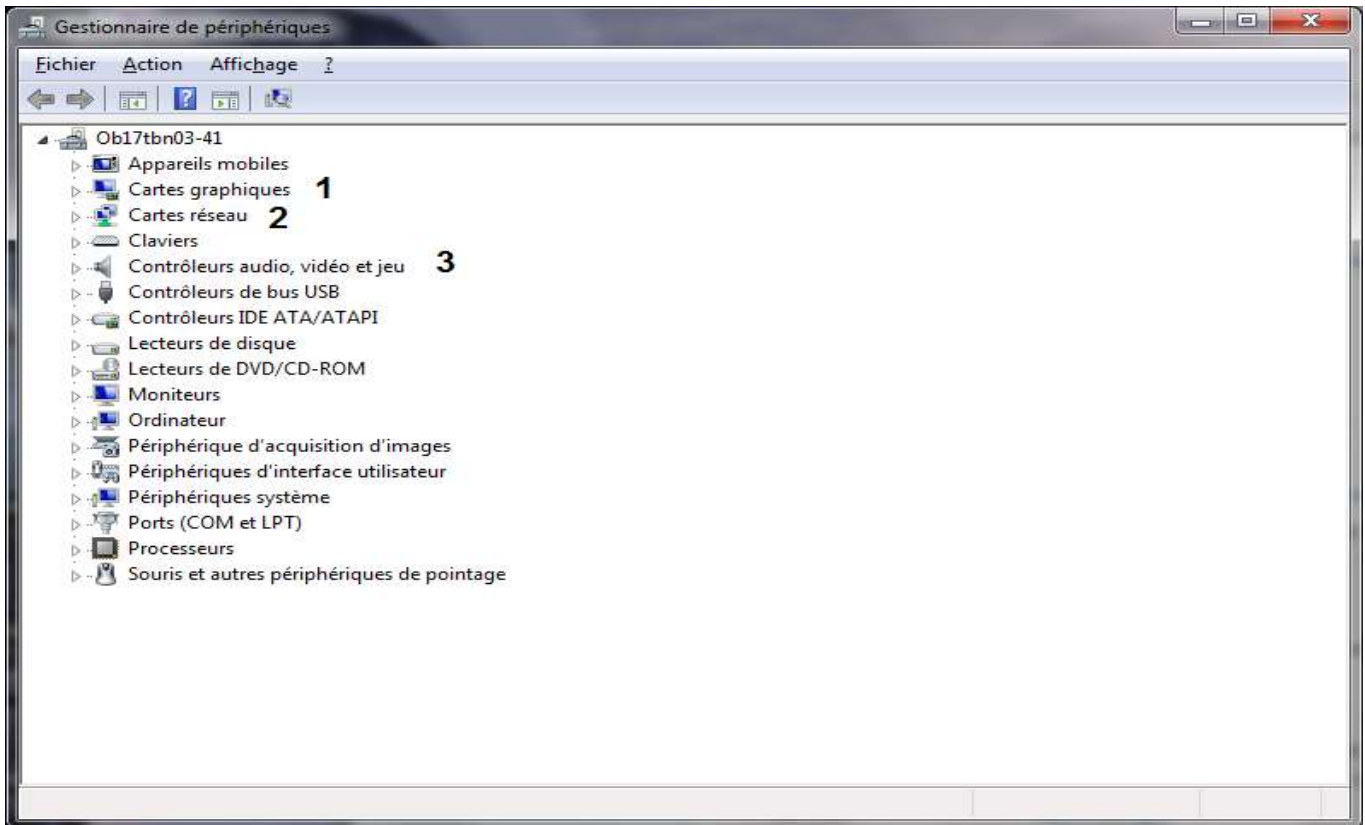 Gestionnaire de périphériques
Fichier Action Affichage ?
Ob17tbn03-41
Appareils mobiles
Cartes graphiques 1
Cartes réseau 2
Claviers
Contrôleurs audio, vidéo et jeu 3
Contrôleurs de bus USB
Contrôleurs IDE ATA/ATAPI
Lecteurs de disque
Lecteurs de DVD/CD-ROM
Moniteurs
Ordinateur
Périphérique d'acquisition d'images
Périphériques d'interface utilisateur
Périphériques système
Ports (COM et LPT)
Processeurs
Souris et autres périphériques de pointage